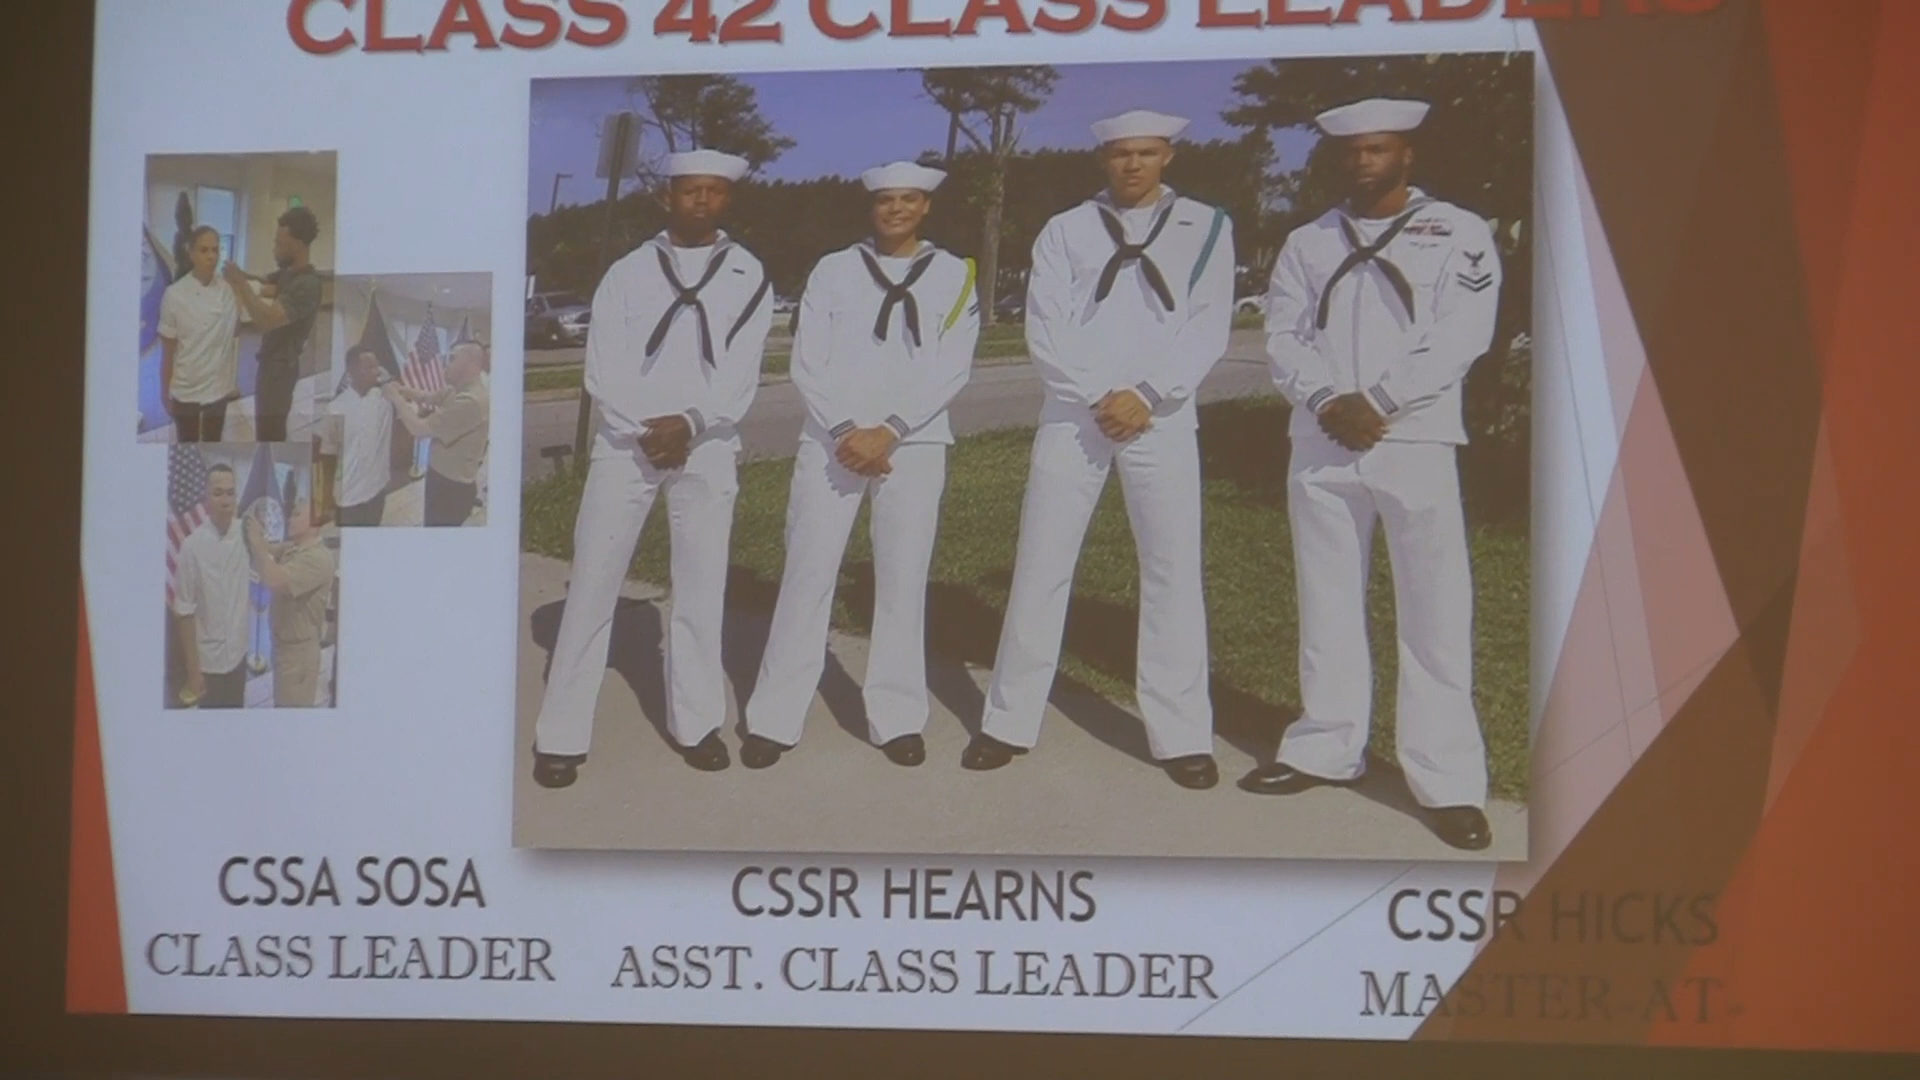 CLASS 42 CLASS LEADERS
CSSA SOSA
CLASS LEADER
CSSR HEARNS
ASST. CLASS LEADER
CSSR HICKS
MASTER-AT-